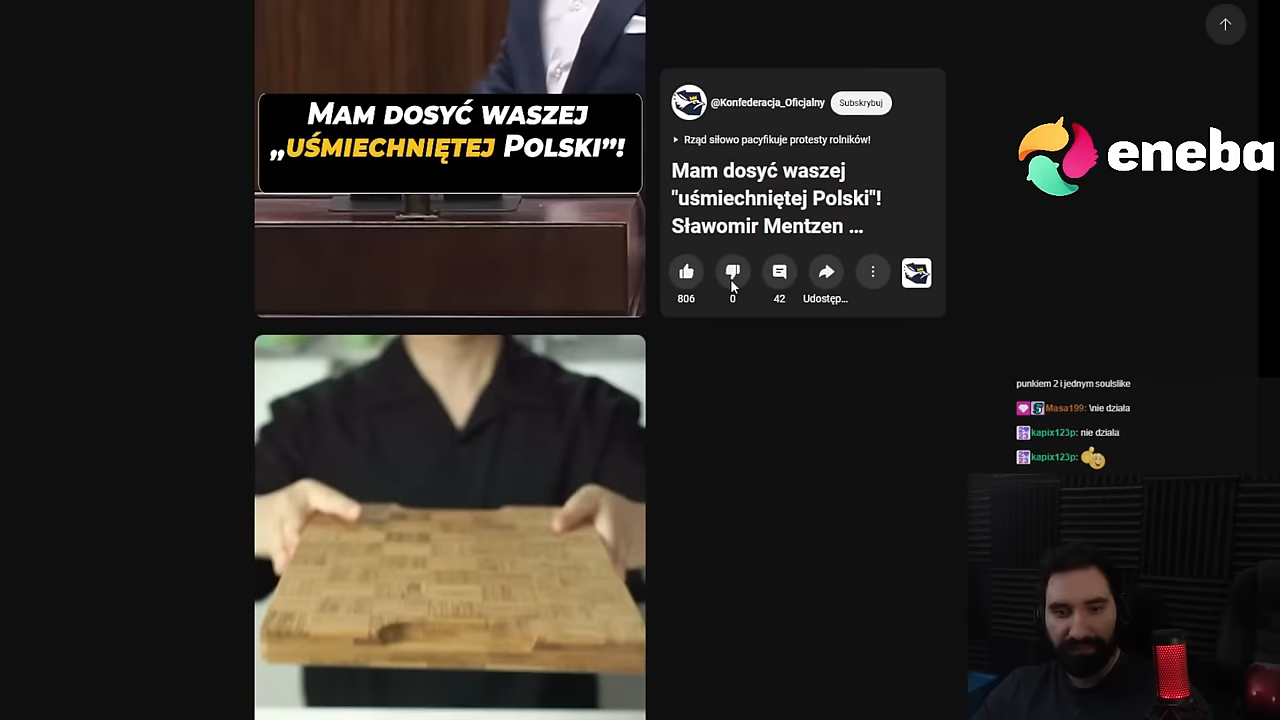 MAM DOSYĆ WASZEJ
„UŚMIECHNIĘTEJ POLSKI”!
@Konfederacja_Oficjalny
Subskrybuj
Rząd siłowo pacyfikuje protesty rolników!
Mam dosyć waszej
"uśmiechniętej Polski"!
Sławomir Mentzen ...
806
0
42
Udostęp...
eneba
punkiem 2 i jednym soulslike
Masa199: \nie działa
kapix123p: nie dziala
kapix123p: